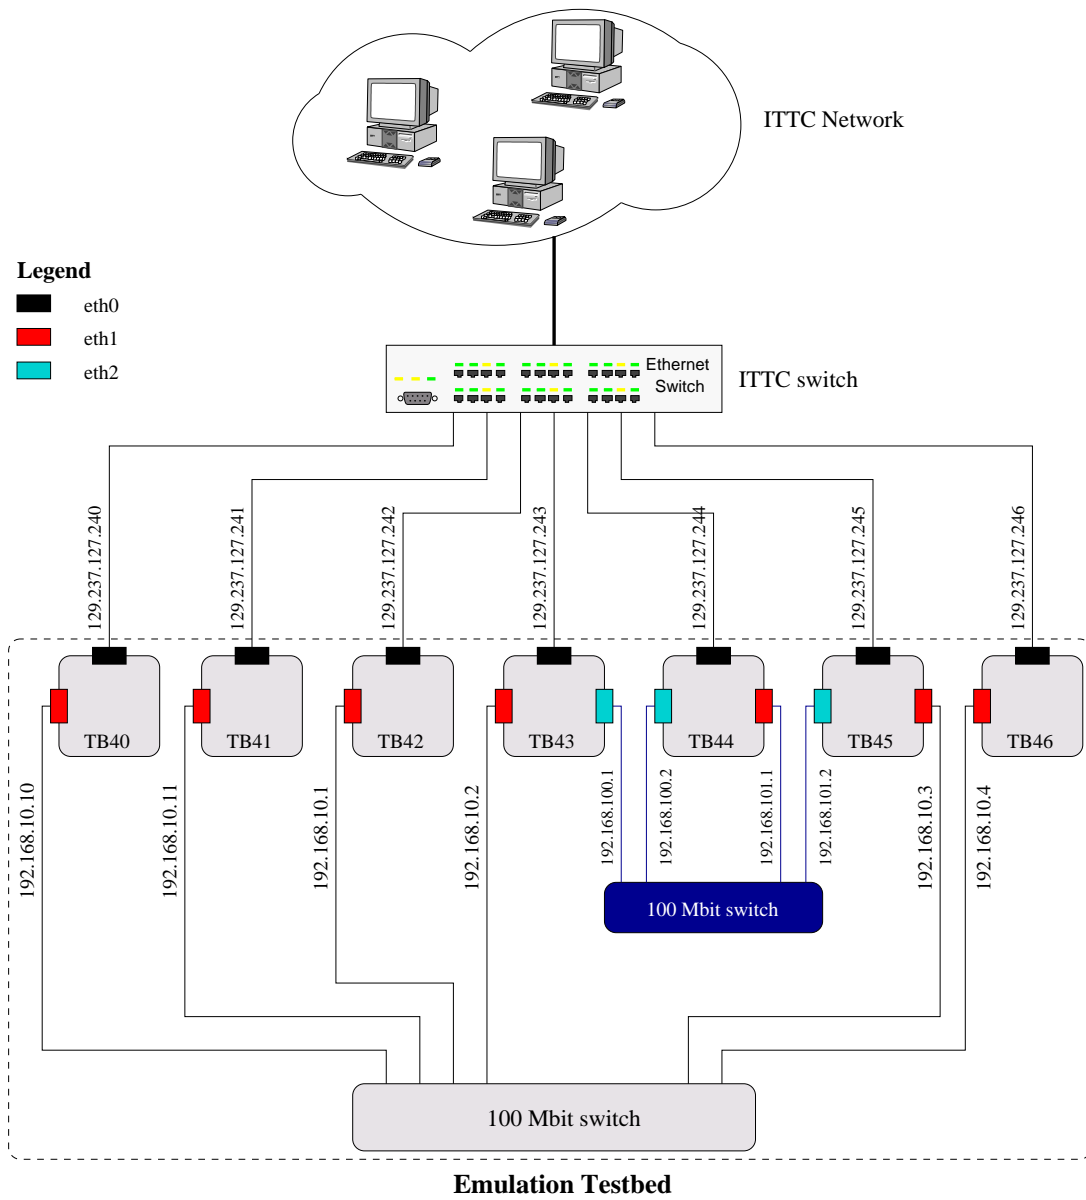 ITTC Network
Legend
eth0
eth1
eth2
Ethernet
Switch
ITTC switch
129.237.127.240
129.237.127.241
129.237.127.242
129.237.127.243
129.237.127.244
129.237.127.245
129.237.127.246
TB40
TB41
TB42
TB43
TB44
TB45
TB46
192.168.10.10
192.168.10.11
192.168.10.1
192.168.10.2
192.168.100.1
192.168.100.2
192.168.101.1
192.168.101.2
192.168.10.3
192.168.10.4
100 Mbit switch
100 Mbit switch
Emulation Testbed